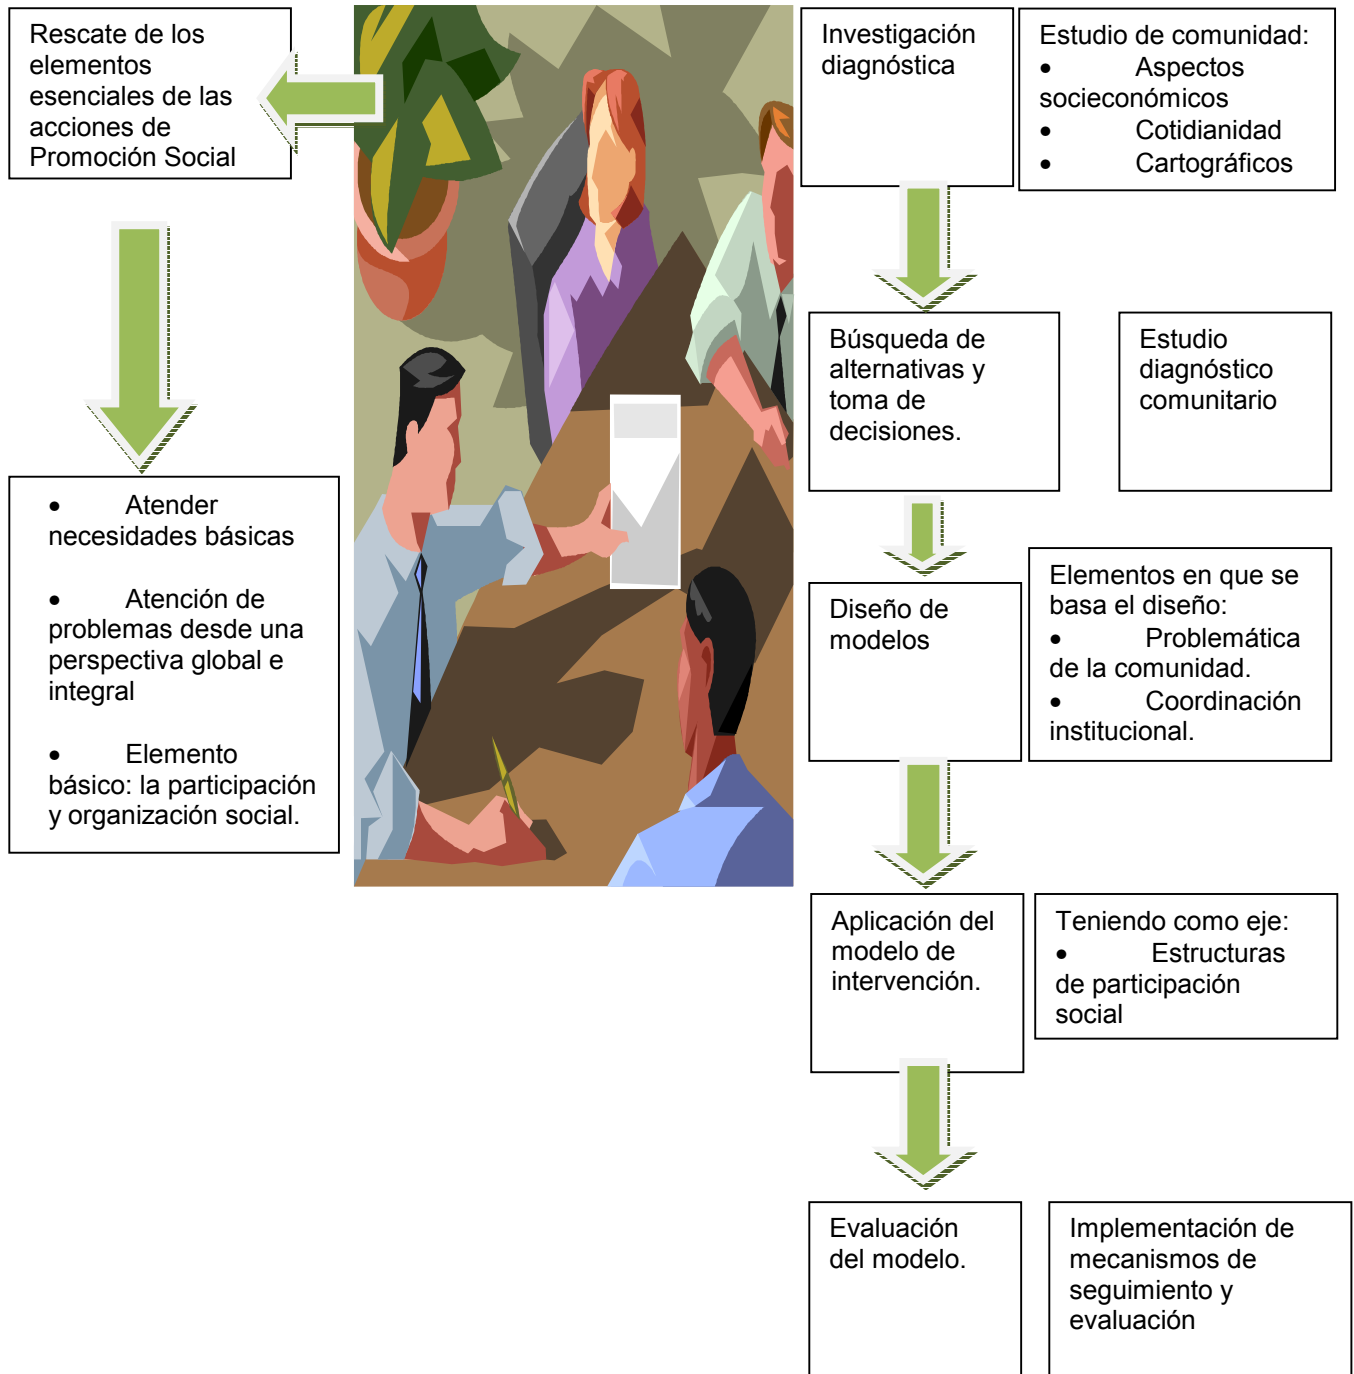 Rescate de los
elementos
esenciales de las
acciones de
Promoción Social
• Atender
necesidades básicas
• Atención de
problemas desde una
perspectiva global e
integral
• Elemento
básico: la participación
y organización social.
Investigación
diagnóstica
Estudio de comunidad:
• Aspectos
socieconómicos
• Cotidianidad
• Cartográficos
Búsqueda de
alternativas y
toma de
decisiones.
Estudio
diagnóstico
comunitario
Diseño de
modelos
Elementos en que se
basa el diseño:
• Problemática
de la comunidad.
• Coordinación
institucional.
Aplicación del
modelo de
intervención.
Teniendo como eje:
• Estructuras
de participación
social
Evaluación
del modelo.
Implementación de
mecanismos de
seguimiento y
evaluación